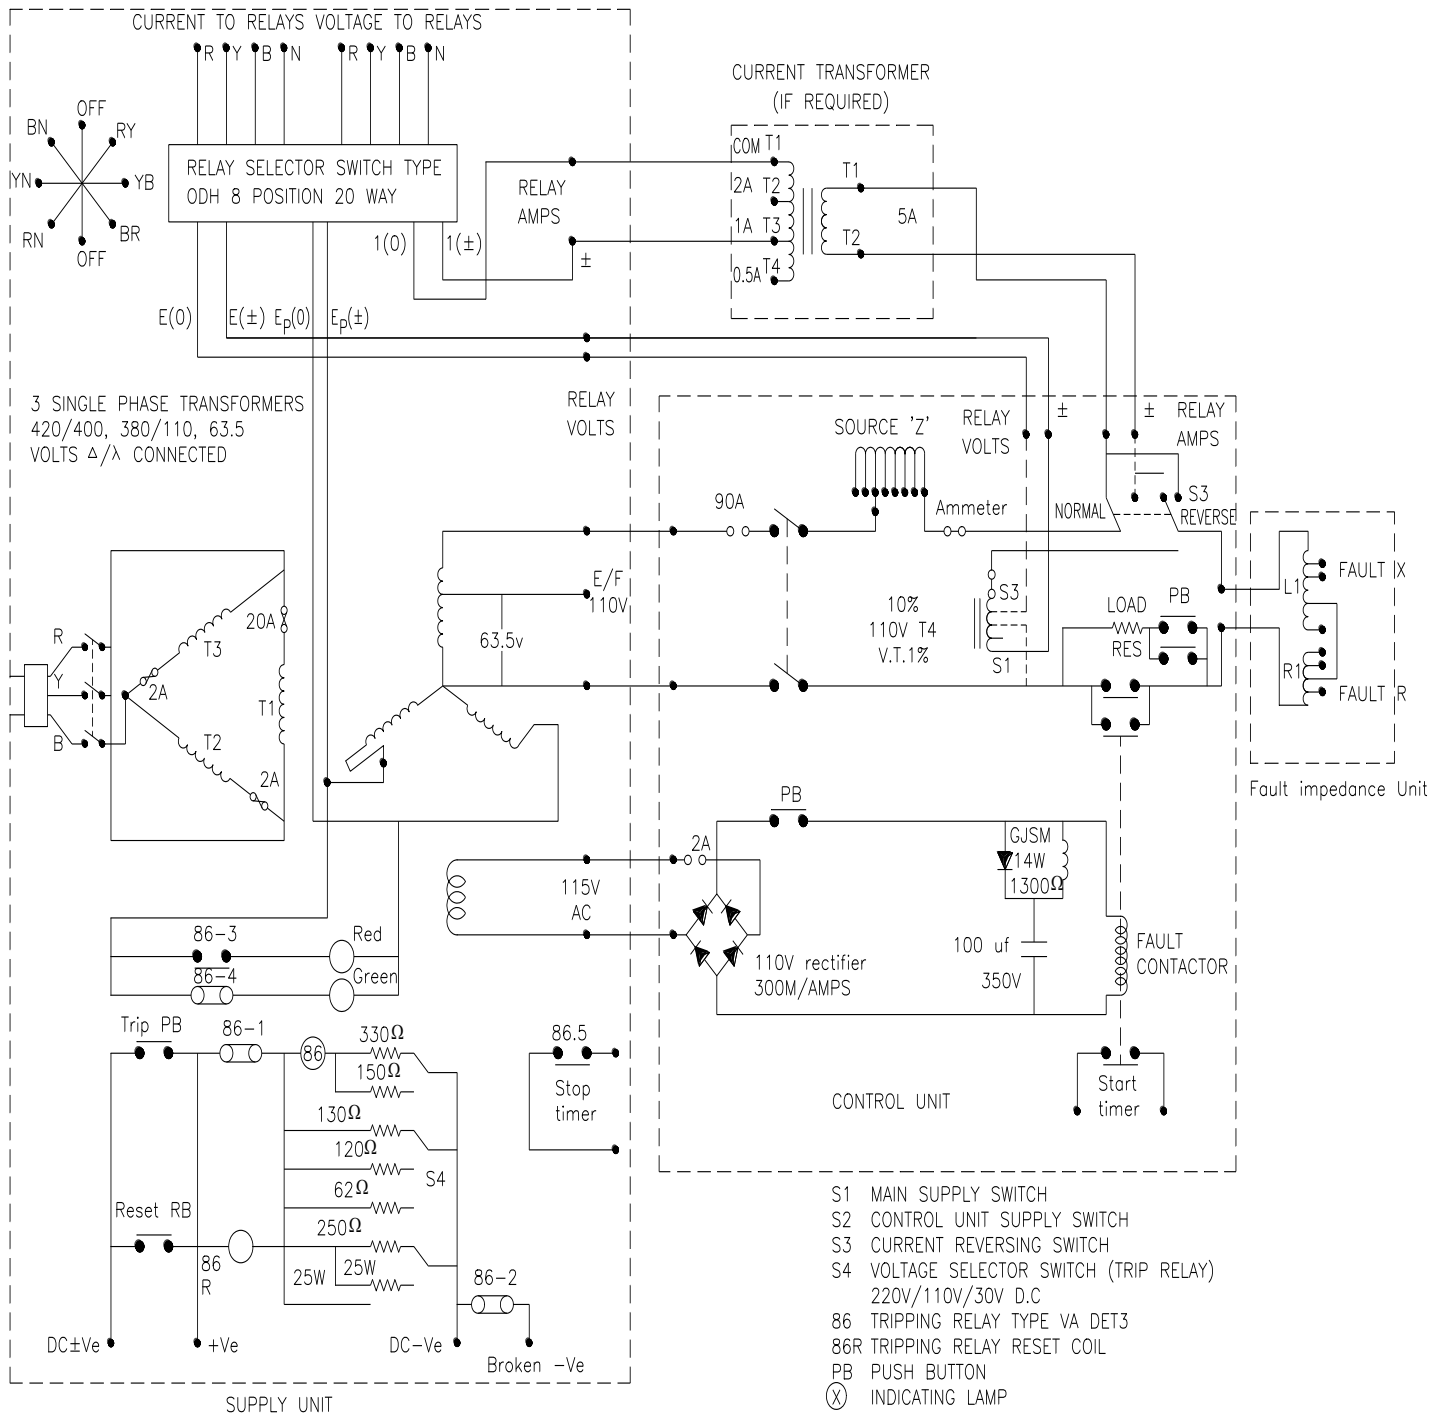 CURRENT TO RELAYS VOLTAGE TO RELAYS
R Y B N R Y B N
OFF
BN RY
YN YB
RN BR
OFF
RELAY SELECTOR SWITCH TYPE
ODH 8 POSITION 20 WAY
RELAY
AMPS
±
1(0) 1(±)
E(0) E(±) Ep(0) Ep(±)
CURRENT TRANSFORMER
(IF REQUIRED)
COM T1
2A T2
1A T3
0.5A T4
T1
5A
T2
3 SINGLE PHASE TRANSFORMERS
420/400, 380/110, 63.5
VOLTS Δ/λ CONNECTED
RELAY
VOLTS
SOURCE 'Z'
RELAY
VOLTS
±
±
RELAY
AMPS
90A
Ammeter
NORMAL
S3
REVERSE
E/F
110V
63.5v
10%
110V T4
V.T.1%
S3
S1
LOAD
RES
PB
L1
FAULT X
R1
FAULT R
Fault impedance Unit
R
Y
B
T3
2A
20A
T1
T2
2A
PB
2A
115V
AC
110V rectifier
300M/AMPS
GJSM
14W
1300Ω
100 uf
350V
FAULT
CONTACTOR
86-3
Red
86-4
Green
Trip PB
86-1
86
330Ω
150Ω
130Ω
120Ω
62Ω
250Ω
25W
25W
S4
86.5
Stop
timer
Start
timer
CONTROL UNIT
Reset RB
86
R
86-2
DC±Ve
+Ve
DC-Ve
Broken -Ve
SUPPLY UNIT
S1 MAIN SUPPLY SWITCH
S2 CONTROL UNIT SUPPLY SWITCH
S3 CURRENT REVERSING SWITCH
S4 VOLTAGE SELECTOR SWITCH (TRIP RELAY)
220V/110V/30V D.C
86 TRIPPING RELAY TYPE VA DET3
86R TRIPPING RELAY RESET COIL
PB PUSH BUTTON
X INDICATING LAMP